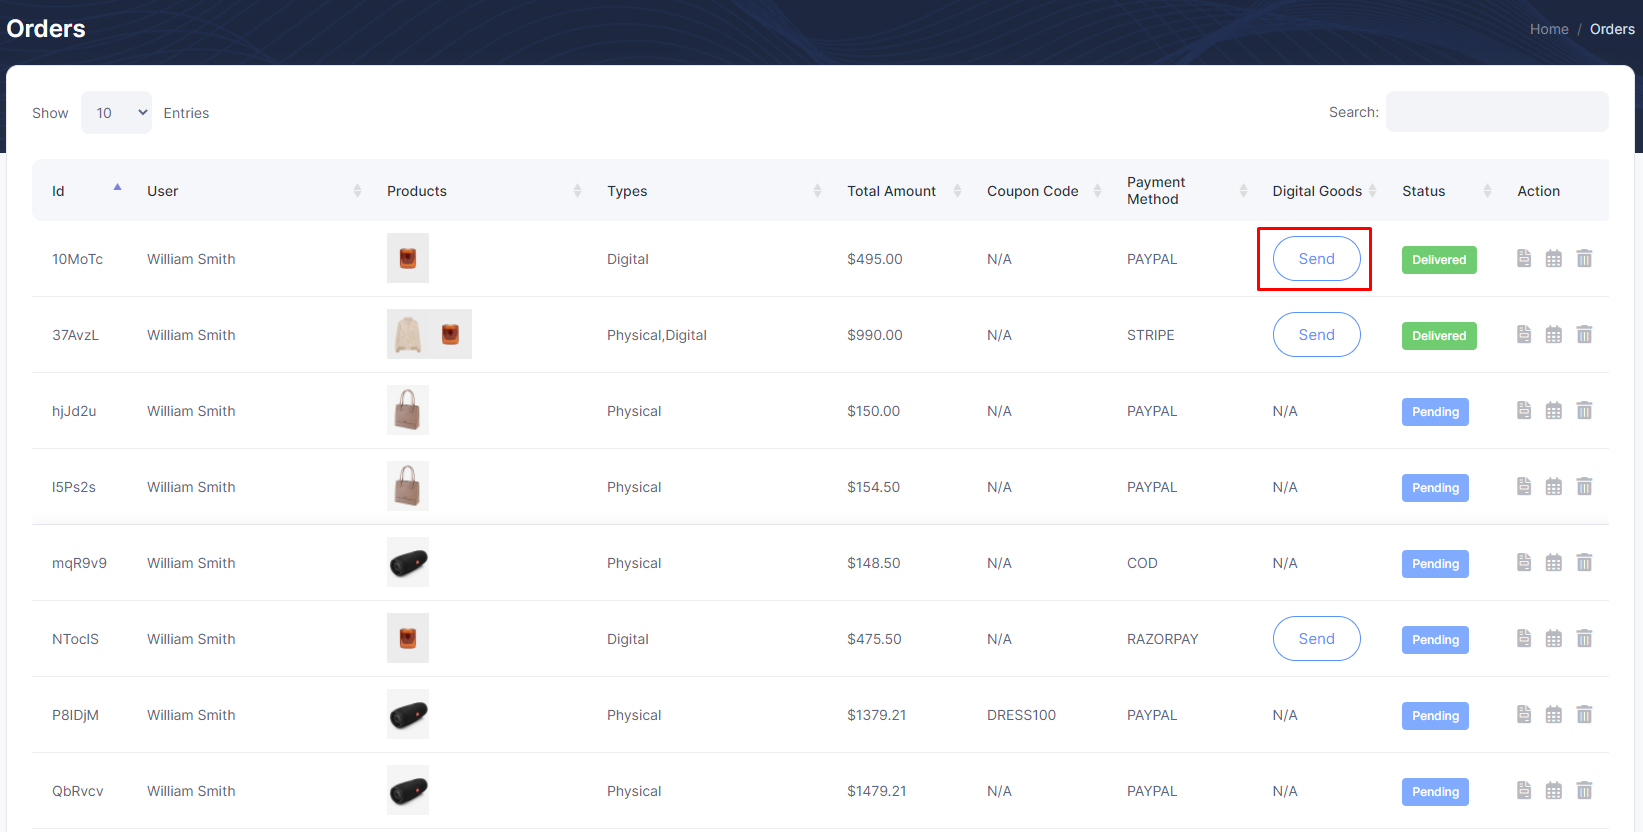 Orders
Home / Orders
Show 10 Entries
Search:
Id User Products Types Total Amount Coupon Code Payment Method Digital Goods Status Action
10MoTc William Smith Digital $495.00 N/A PAYPAL Send Delivered
37AvzL William Smith Physical,Digital $990.00 N/A STRIPE Send Delivered
hjJd2u William Smith Physical $150.00 N/A PAYPAL N/A Pending
I5Ps2s William Smith Physical $154.50 N/A PAYPAL N/A Pending
mqR9v9 William Smith Physical $148.50 N/A COD N/A Pending
NTocIS William Smith Digital $475.50 N/A RAZORPAY Send Pending
P8IDjM William Smith Physical $1379.21 DRESS100 PAYPAL N/A Pending
QbRvcv William Smith Physical $1479.21 N/A PAYPAL N/A Pending